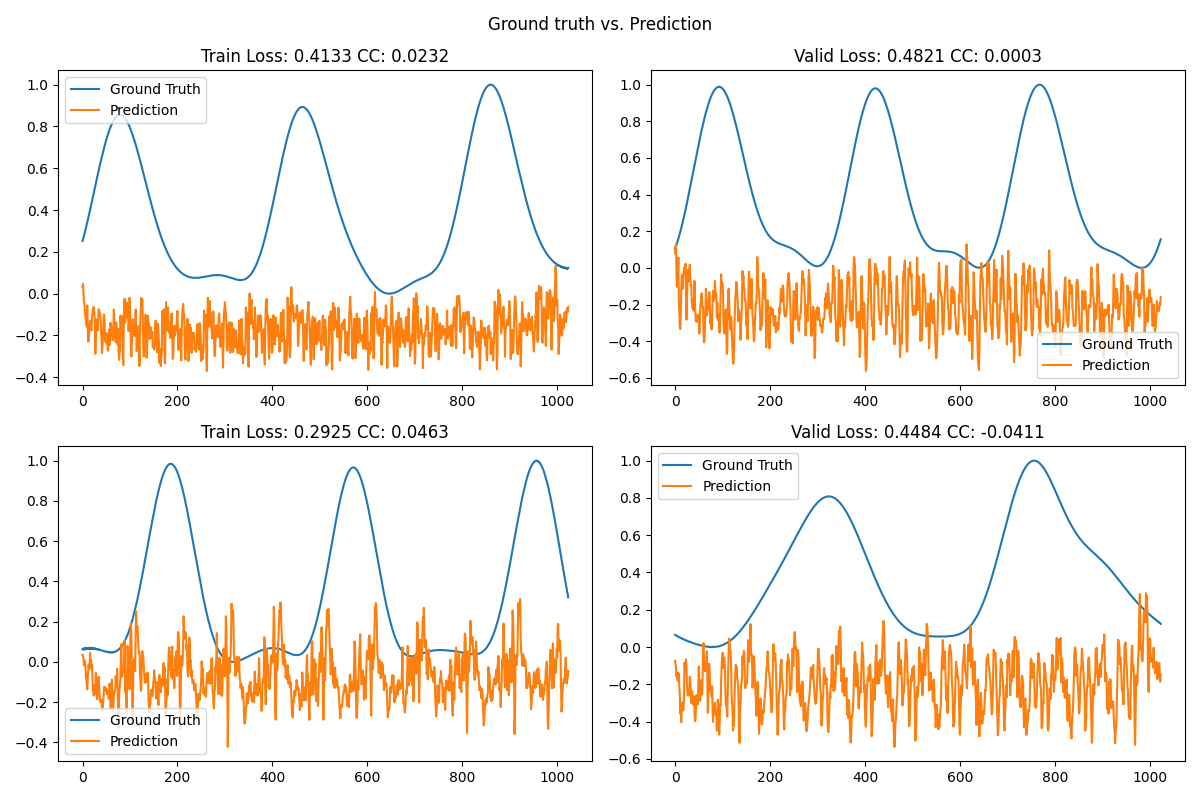 Ground truth vs. Prediction
Train Loss: 0.4133 CC: 0.0232
1.0
0.8
0.6
0.4
0.2
0.0
−0.2
−0.4
Ground Truth
Prediction
0 200 400 600 800 1000
Valid Loss: 0.4821 CC: 0.0003
1.0
0.8
0.6
0.4
0.2
0.0
−0.2
−0.4
−0.6
Ground Truth
Prediction
0 200 400 600 800 1000
Train Loss: 0.2925 CC: 0.0463
1.0
0.8
0.6
0.4
0.2
0.0
−0.2
−0.4
Ground Truth
Prediction
0 200 400 600 800 1000
Valid Loss: 0.4484 CC: -0.0411
1.0
0.8
0.6
0.4
0.2
0.0
−0.2
−0.4
−0.6
Ground Truth
Prediction
0 200 400 600 800 1000